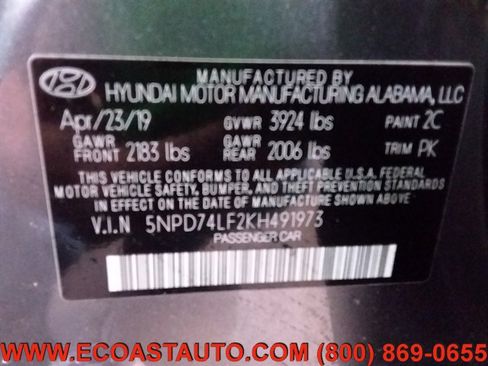 MANUFACTURED BY
HYUNDAI MOTOR MANUFACTURING ALABAMA, LLC
Apr/23/19 GVWR 3924 lbs PAINT 2C
GAWR FRONT 2183 lbs GAWR REAR 2006 lbs TRIM PK
THIS VEHICLE CONFORMS TO ALL APPLICABLE U.S.A. FEDERAL
MOTOR VEHICLE SAFETY, BUMPER, AND THEFT PREVENTION STANDARDS
IN EFFECT ON THE DATE OF MANUFACTURE SHOWN ABOVE.
V.I.N 5NPD74LF2KH491973
PASSENGER CAR
WWW.ECOASTAUTO.COM (800) 869-0655